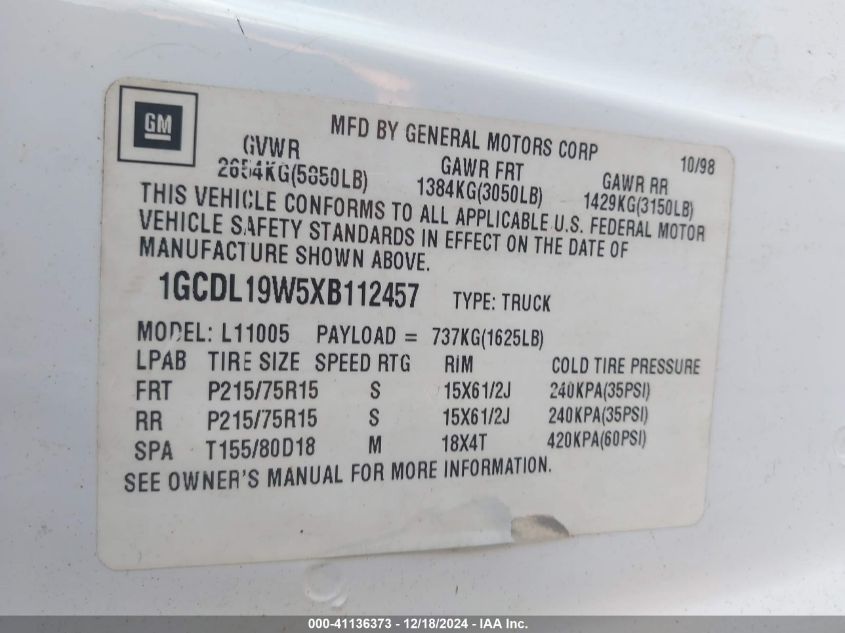 GM
MFD BY GENERAL MOTORS CORP 10/98
GVWR GAWR FRT GAWR RR
2654KG(5850LB) 1384KG(3050LB) 1429KG(3150LB)
THIS VEHICLE CONFORMS TO ALL APPLICABLE U.S. FEDERAL MOTOR
VEHICLE SAFETY STANDARDS IN EFFECT ON THE DATE OF
MANUFACTURE SHOWN ABOVE.
1GCDL19W5XB112457 TYPE: TRUCK
MODEL: L11005 PAYLOAD = 737KG(1625LB)
LPAB TIRE SIZE SPEED RTG RIM COLD TIRE PRESSURE
FRT P215/75R15 S 15X61/2J 240KPA(35PSI)
RR P215/75R15 S 15X61/2J 240KPA(35PSI)
SPA T155/80D18 M 18X4T 420KPA(60PSI)
SEE OWNER'S MANUAL FOR MORE INFORMATION.
000-41136373 - 12/18/2024 - IAA Inc.